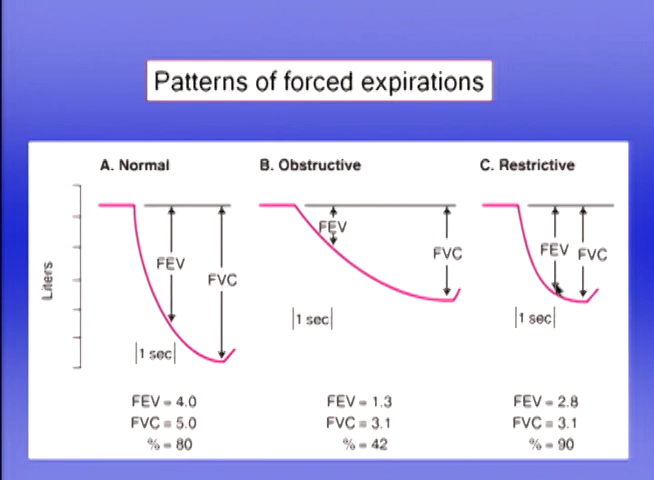 Patterns of forced expirations
A. Normal
B. Obstructive
C. Restrictive
Liters
FEV
FVC
1 sec
FEV
FVC
1 sec
FEV
FVC
1 sec
FEV = 4.0
FVC = 5.0
% = 80
FEV = 1.3
FVC = 3.1
% = 42
FEV = 2.8
FVC = 3.1
% = 90